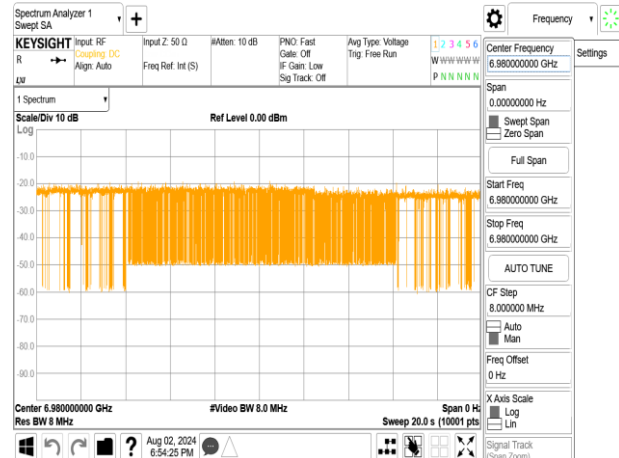 Spectrum Analyzer 1
Swept SA
+
Frequency
KEYSIGHT
R
LXI
Input: RF
Coupling: DC
Align: Auto
Input Z: 50 Ω
Freq Ref: Int (S)
#Atten: 10 dB
PNO: Fast
Gate: Off
IF Gain: Low
Sig Track: Off
Avg Type: Voltage
Trig: Free Run
1 2 3 4 5 6
W W W W W W
P N N N N N
1 Spectrum
Scale/Div 10 dB
Ref Level 0.00 dBm
Log
-10.0
-20.0
-30.0
-40.0
-50.0
-60.0
-70.0
-80.0
-90.0
Center 6.980000000 GHz
#Video BW 8.0 MHz
Span 0 Hz
Res BW 8 MHz
Sweep 20.0 s (10001 pts
?
Aug 02, 2024
6:54:25 PM
Center Frequency
6.980000000 GHz
Settings
Span
0.00000000 Hz
Swept Span
Zero Span
Full Span
Start Freq
6.980000000 GHz
Stop Freq
6.980000000 GHz
AUTO TUNE
CF Step
8.000000 MHz
Auto
Man
Freq Offset
0 Hz
X Axis Scale
Log
Lin
Signal Track
(Span Zoom)